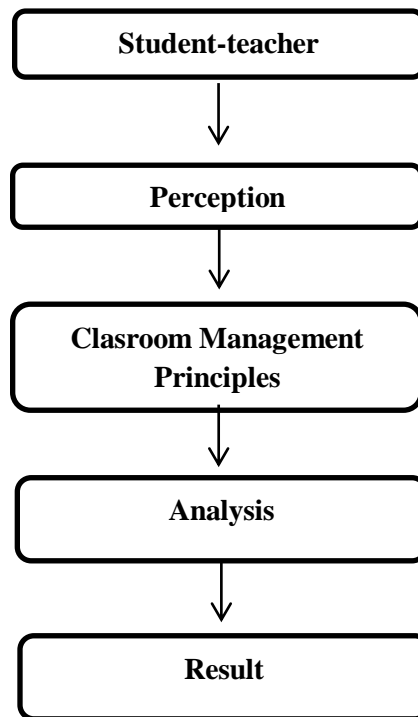 Student-teacher
Perception
Clasroom Management
Principles
Analysis
Result